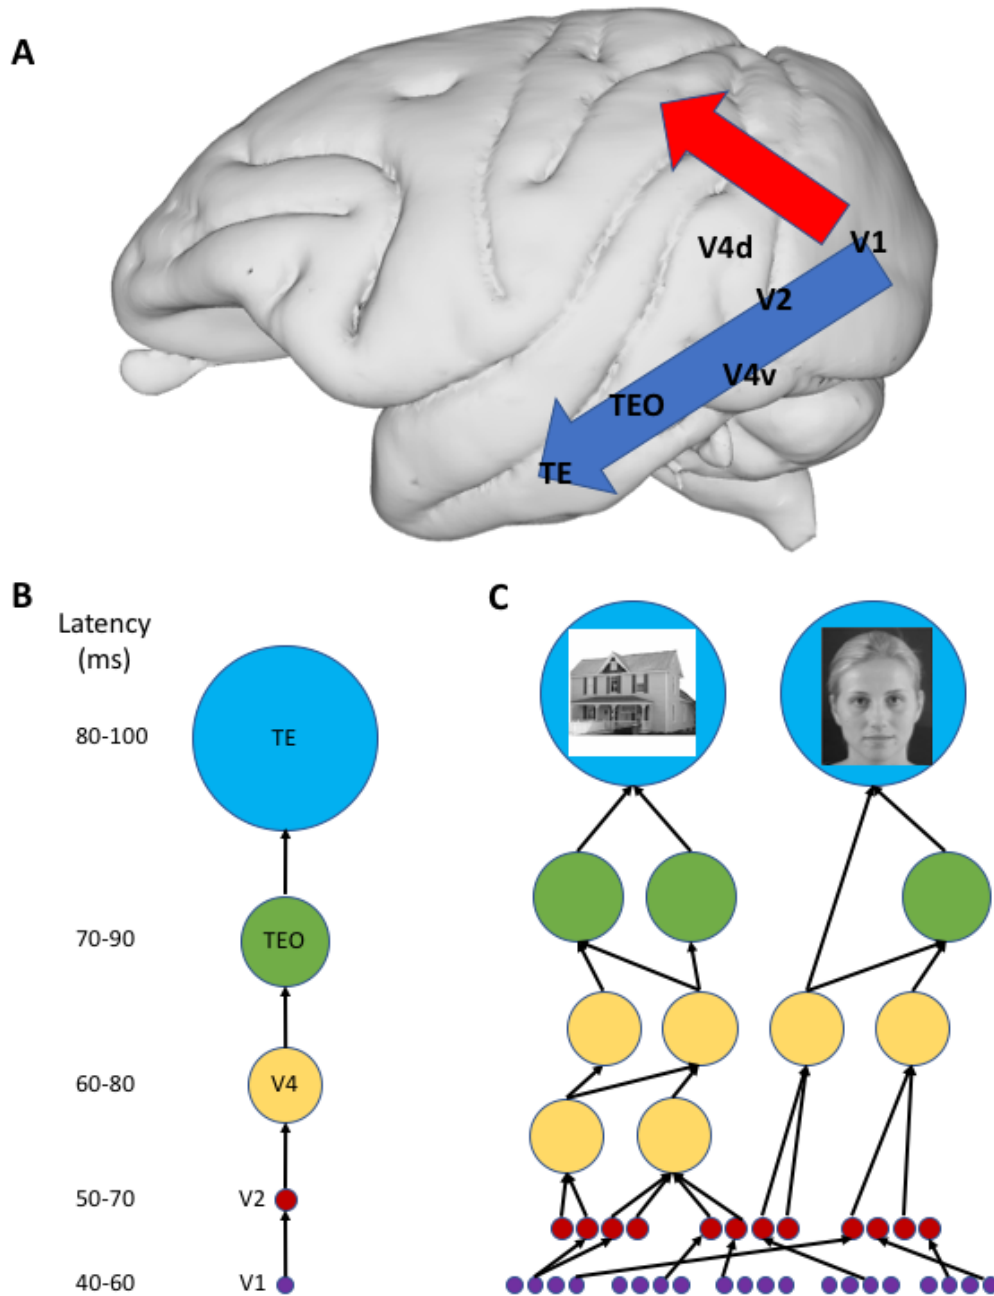 A
V1
V4d
V2
V4v
TEO
TE
B
Latency
(ms)
80-100
TE
70-90
TEO
60-80
V4
50-70
V2
40-60
V1
C